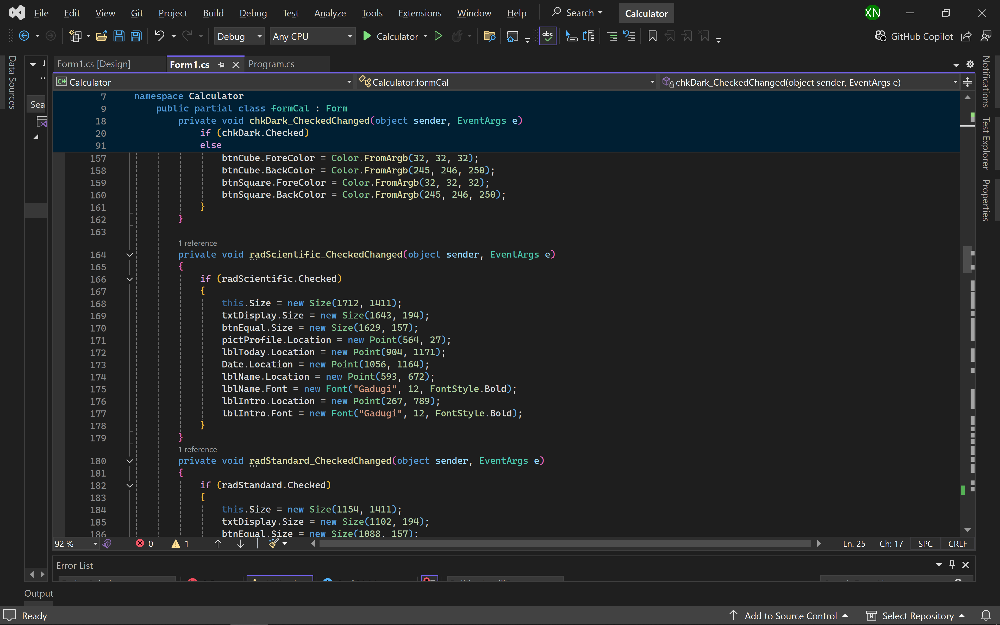 File Edit View Git Project Build Debug Test Analyze Tools Extensions Window Help Search Calculator XN
Debug Any CPU Calculator abc GitHub Copilot
Data Sources
Sea
Form1.cs [Design] Form1.cs Program.cs
C# Calculator Calculator.formCal chkDark_CheckedChanged(object sender, EventArgs e)
7 namespace Calculator
9 public partial class formCal : Form
18 private void chkDark_CheckedChanged(object sender, EventArgs e)
20 if (chkDark.Checked)
91 else
157 btnCube.ForeColor = Color.FromArgb(32, 32, 32);
158 btnCube.BackColor = Color.FromArgb(245, 246, 250);
159 btnSquare.ForeColor = Color.FromArgb(32, 32, 32);
160 btnSquare.BackColor = Color.FromArgb(245, 246, 250);
161 }
162 }
163
1 reference
164 private void radScientific_CheckedChanged(object sender, EventArgs e)
165 {
166 if (radScientific.Checked)
167 {
168 this.Size = new Size(1712, 1411);
169 txtDisplay.Size = new Size(1643, 194);
170 btnEqual.Size = new Size(1629, 157);
171 pictProfile.Location = new Point(564, 27);
172 lblToday.Location = new Point(904, 1171);
173 Date.Location = new Point(1056, 1164);
174 lblName.Location = new Point(593, 672);
175 lblName.Font = new Font("Gadugi", 12, FontStyle.Bold);
176 lblIntro.Location = new Point(267, 789);
177 lblIntro.Font = new Font("Gadugi", 12, FontStyle.Bold);
178 }
179 }
1 reference
180 private void radStandard_CheckedChanged(object sender, EventArgs e)
181 {
182 if (radStandard.Checked)
183 {
184 this.Size = new Size(1154, 1411);
185 txtDisplay.Size = new Size(1102, 194);
186 btnEqual.Size = new Size(1088, 157);
92 % 0 1 Ln: 25 Ch: 17 SPC CRLF
Notifications
Test Explorer
Properties
Error List
Output
Ready Add to Source Control Select Repository